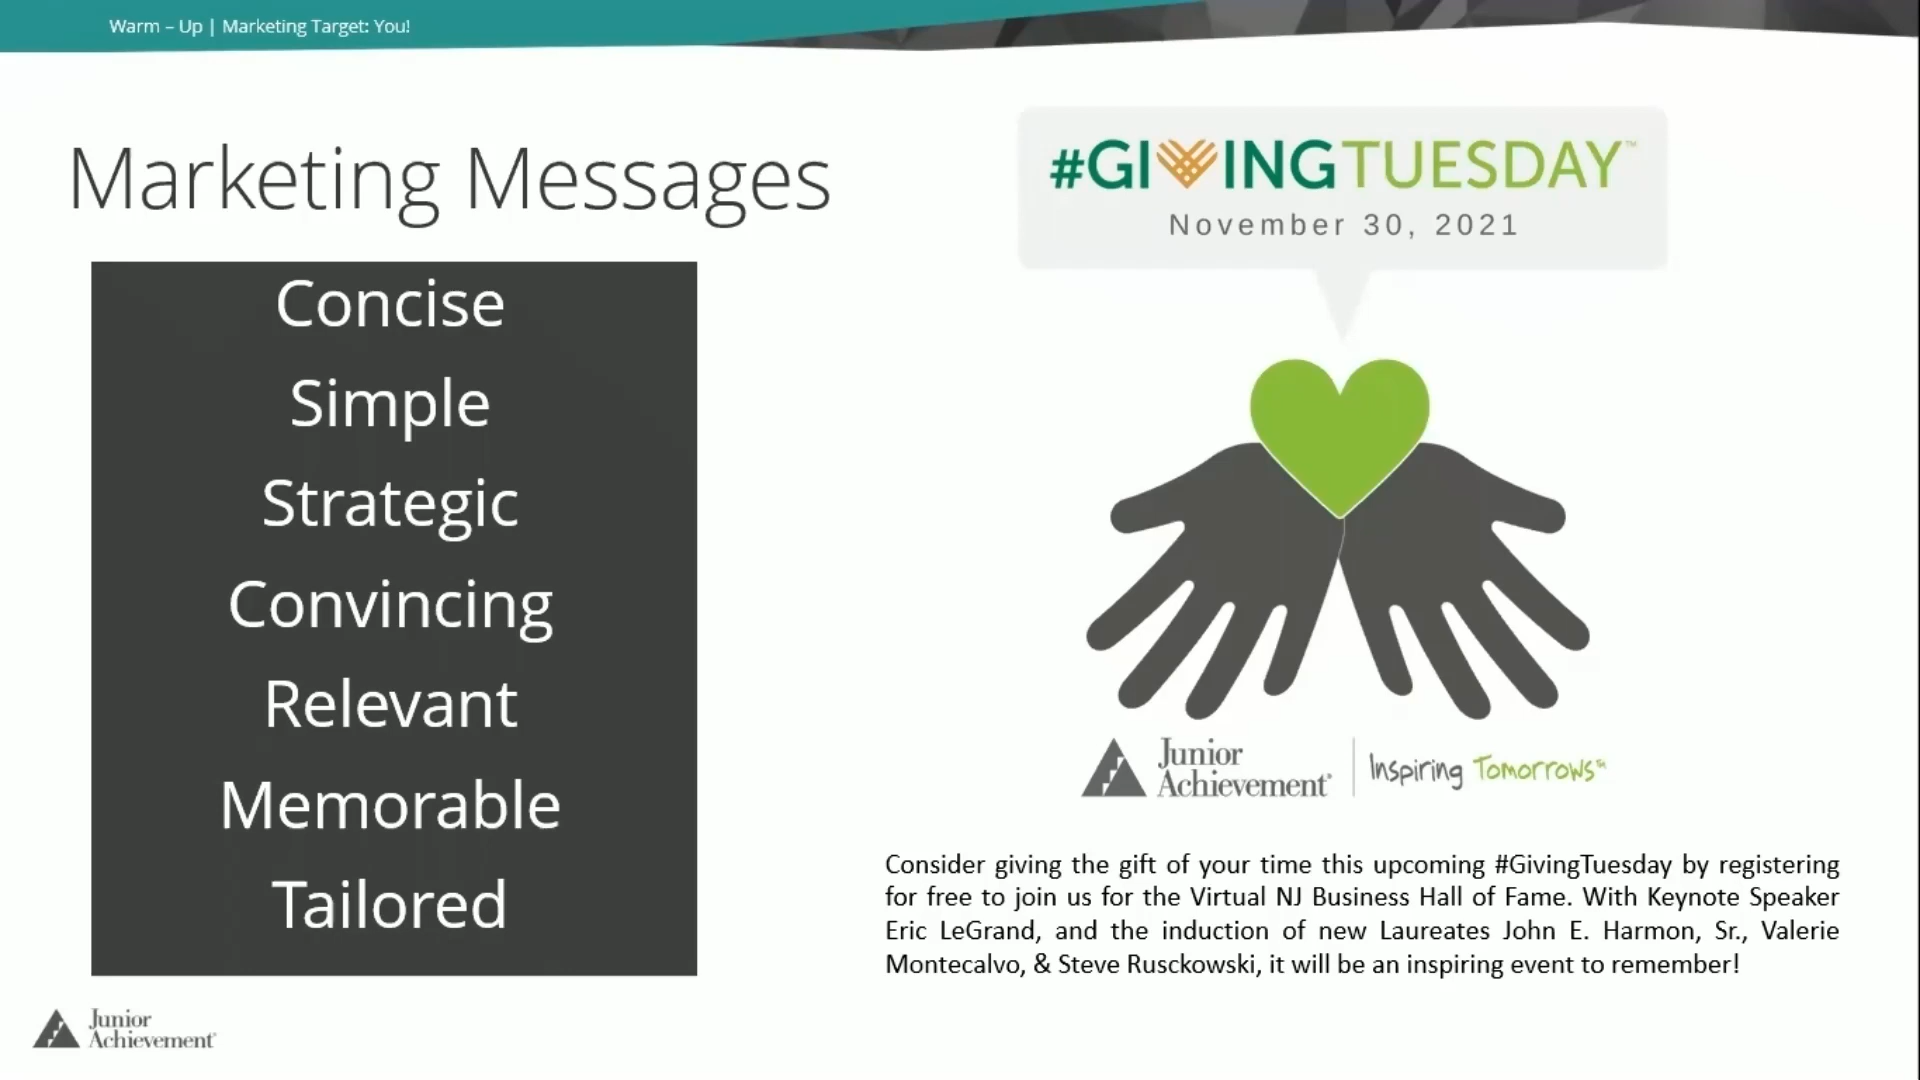 Warm – Up | Marketing Target: You!
Marketing Messages
Concise
Simple
Strategic
Convincing
Relevant
Memorable
Tailored
#GIVINGTUESDAY™
November 30, 2021
Junior
Achievement®
Inspiring Tomorrows™
Consider giving the gift of your time this upcoming #GivingTuesday by registering
for free to join us for the Virtual NJ Business Hall of Fame. With Keynote Speaker
Eric LeGrand, and the induction of new Laureates John E. Harmon, Sr., Valerie
Montecalvo, & Steve Rusckowski, it will be an inspiring event to remember!
Junior
Achievement®